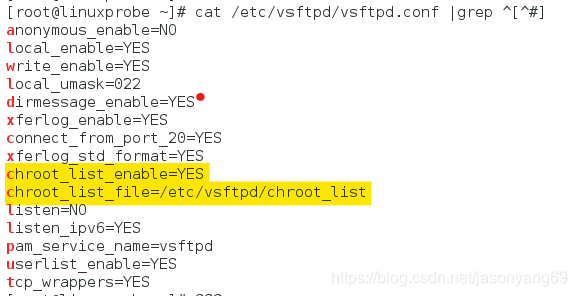 [root@linuxprobe ~]# cat /etc/vsftpd/vsftpd.conf |grep ^[^#]
anonymous_enable=NO
local_enable=YES
write_enable=YES
local_umask=022
dirmessage_enable=YES
xferlog_enable=YES
connect_from_port_20=YES
xferlog_std_format=YES
chroot_list_enable=YES
chroot_list_file=/etc/vsftpd/chroot_list
listen=NO
listen_ipv6=YES
pam_service_name=vsftpd
userlist_enable=YES
tcp_wrappers=YES
https://blog.csdn.net/jasonyang69